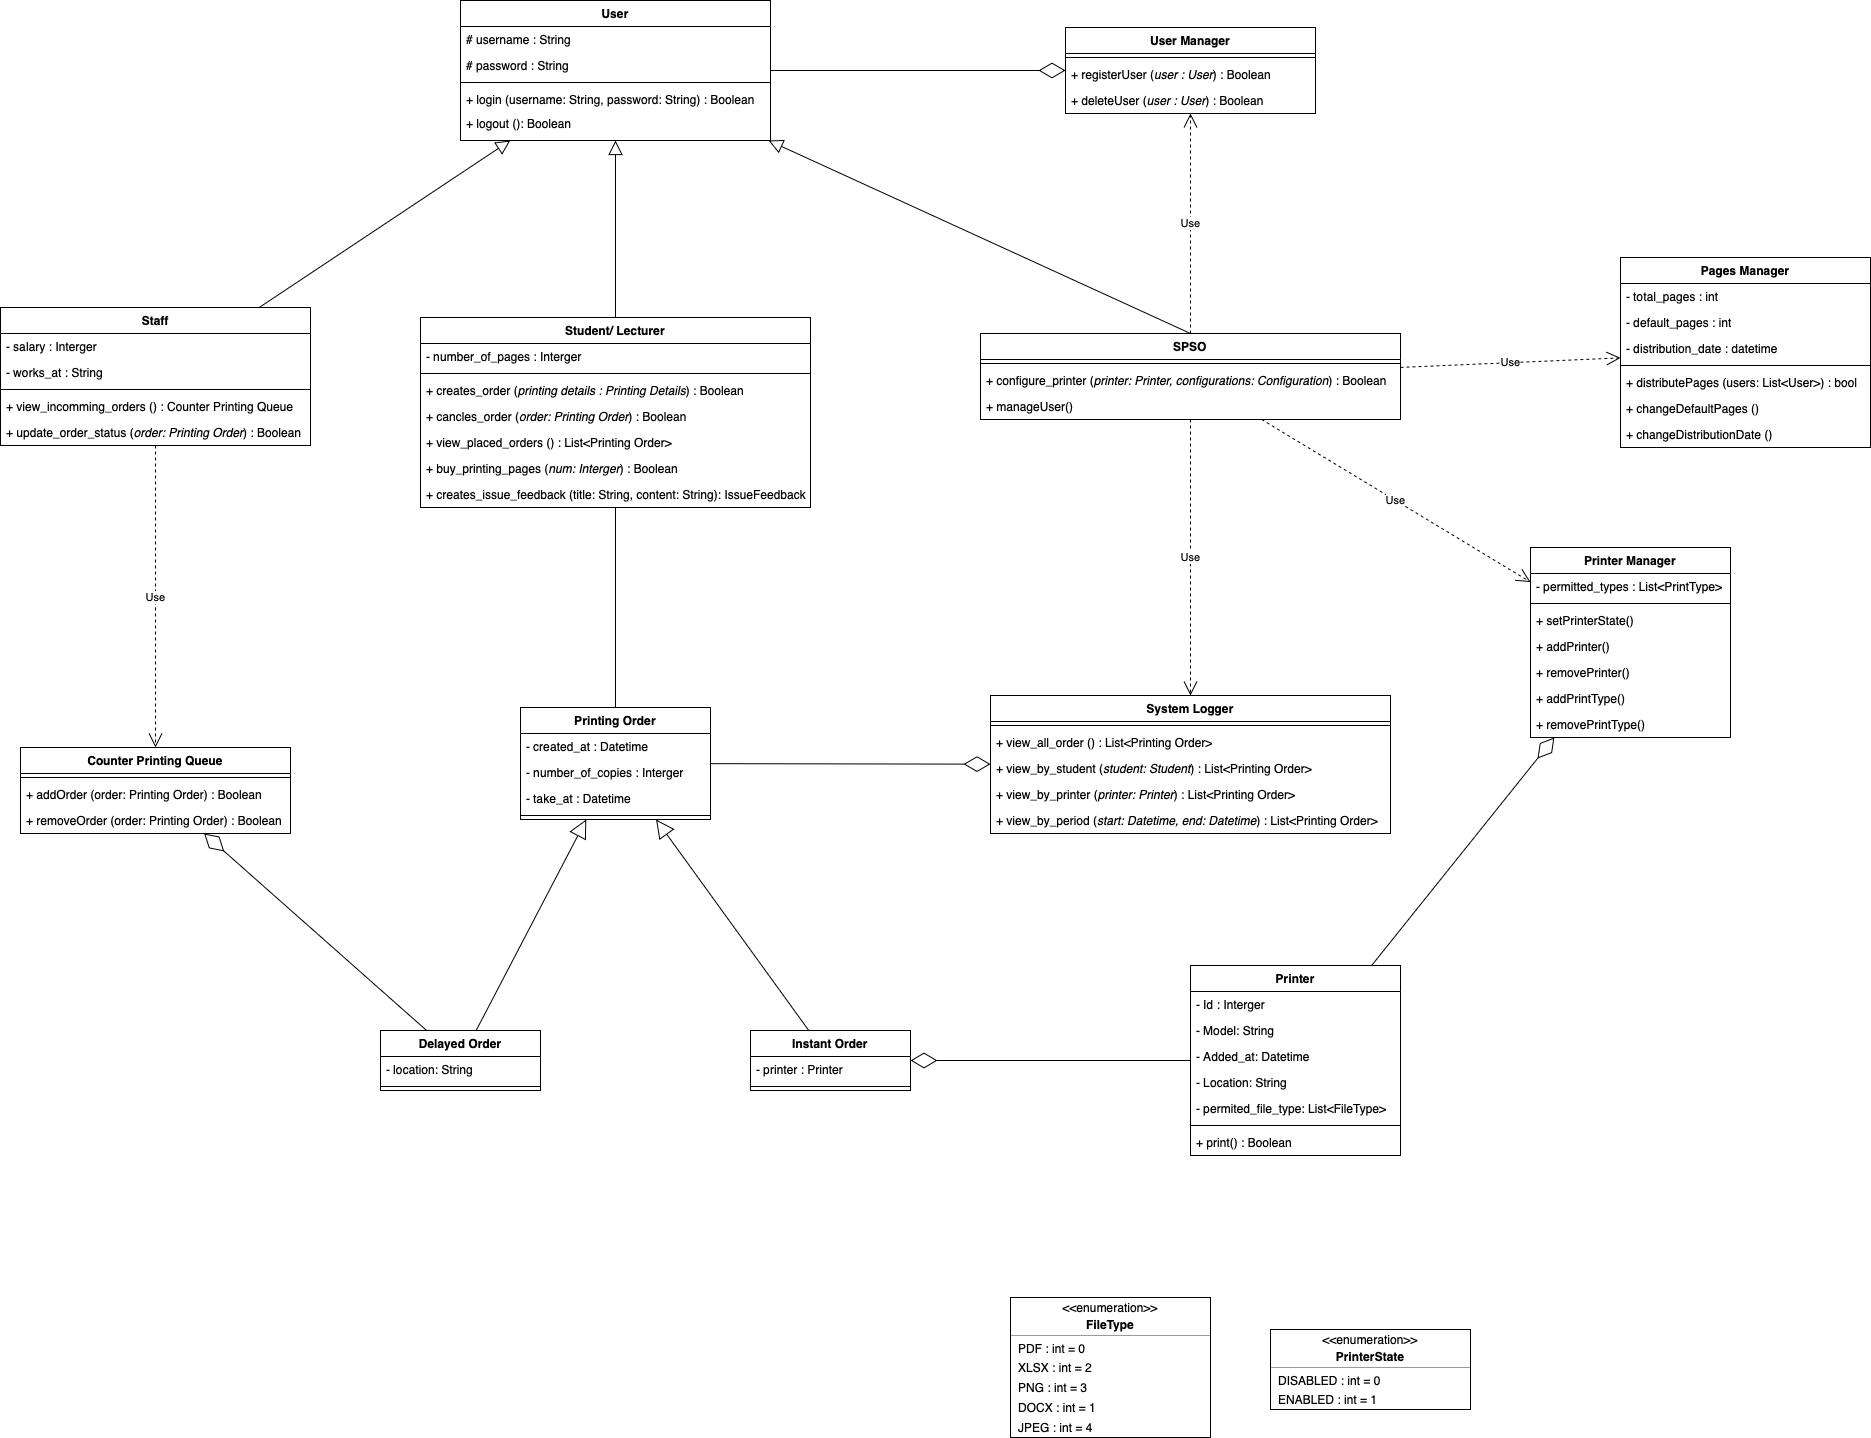 User
# username : String
# password : String
+ login (username: String, password: String) : Boolean
+ logout (): Boolean
User Manager
+ registerUser (user : User) : Boolean
+ deleteUser (user : User) : Boolean
Use
Pages Manager
- total_pages : int
- default_pages : int
- distribution_date : datetime
+ distributePages (users: List<User>) : bool
+ changeDefaultPages ()
+ changeDistributionDate ()
Staff
- salary : Interger
- works_at : String
+ view_incomming_orders () : Counter Printing Queue
+ update_order_status (order: Printing Order) : Boolean
Student/ Lecturer
- number_of_pages : Interger
+ creates_order (printing details : Printing Details) : Boolean
+ cancles_order (order: Printing Order) : Boolean
+ view_placed_orders () : List<Printing Order>
+ buy_printing_pages (num: Interger) : Boolean
+ creates_issue_feedback (title: String, content: String): IssueFeedback
SPSO
+ configure_printer (printer: Printer, configurations: Configuration) : Boolean
+ manageUser()
Use
Use
Use
Use
Printer Manager
- permitted_types : List<PrintType>
+ setPrinterState()
+ addPrinter()
+ removePrinter()
+ addPrintType()
+ removePrintType()
Counter Printing Queue
+ addOrder (order: Printing Order) : Boolean
+ removeOrder (order: Printing Order) : Boolean
Printing Order
- created_at : Datetime
- number_of_copies : Interger
- take_at : Datetime
System Logger
+ view_all_order () : List<Printing Order>
+ view_by_student (student: Student) : List<Printing Order>
+ view_by_printer (printer: Printer) : List<Printing Order>
+ view_by_period (start: Datetime, end: Datetime) : List<Printing Order>
Delayed Order
- location: String
Instant Order
- printer : Printer
Printer
- Id : Interger
- Model: String
- Added_at: Datetime
- Location: String
- permited_file_type: List<FileType>
+ print() : Boolean
<<enumeration>>
FileType
PDF : int = 0
XLSX : int = 2
PNG : int = 3
DOCX : int = 1
JPEG : int = 4
<<enumeration>>
PrinterState
DISABLED : int = 0
ENABLED : int = 1